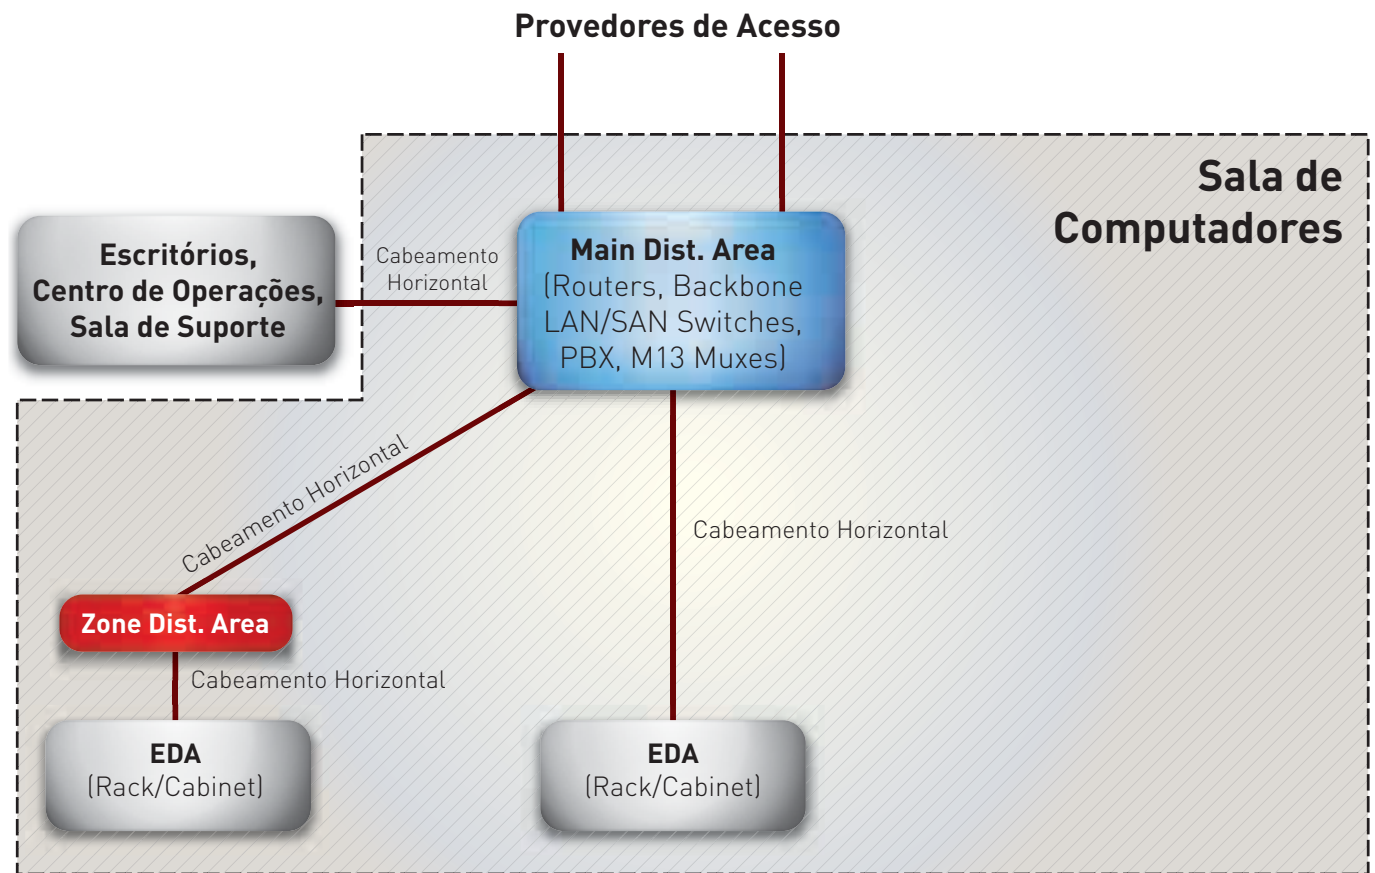 Provedores de Acesso
Sala de
Computadores
Escritórios,
Centro de Operações,
Sala de Suporte
Cabeamento
Horizontal
Main Dist. Area
(Routers, Backbone
LAN/SAN Switches,
PBX, M13 Muxes)
Cabeamento Horizontal
Cabeamento Horizontal
Zone Dist. Area
Cabeamento Horizontal
EDA
(Rack/Cabinet)
EDA
(Rack/Cabinet)